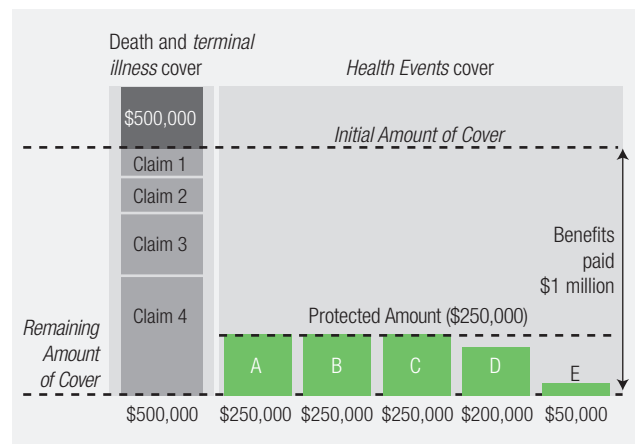 Death and terminal
illness cover
Health Events cover
$500,000
Initial Amount of Cover
Claim 1
Claim 2
Claim 3
Claim 4
Benefits
paid
$1 million
Protected Amount ($250,000)
Remaining
Amount
of Cover
A
B
C
D
E
$500,000 $250,000 $250,000 $250,000 $200,000 $50,000